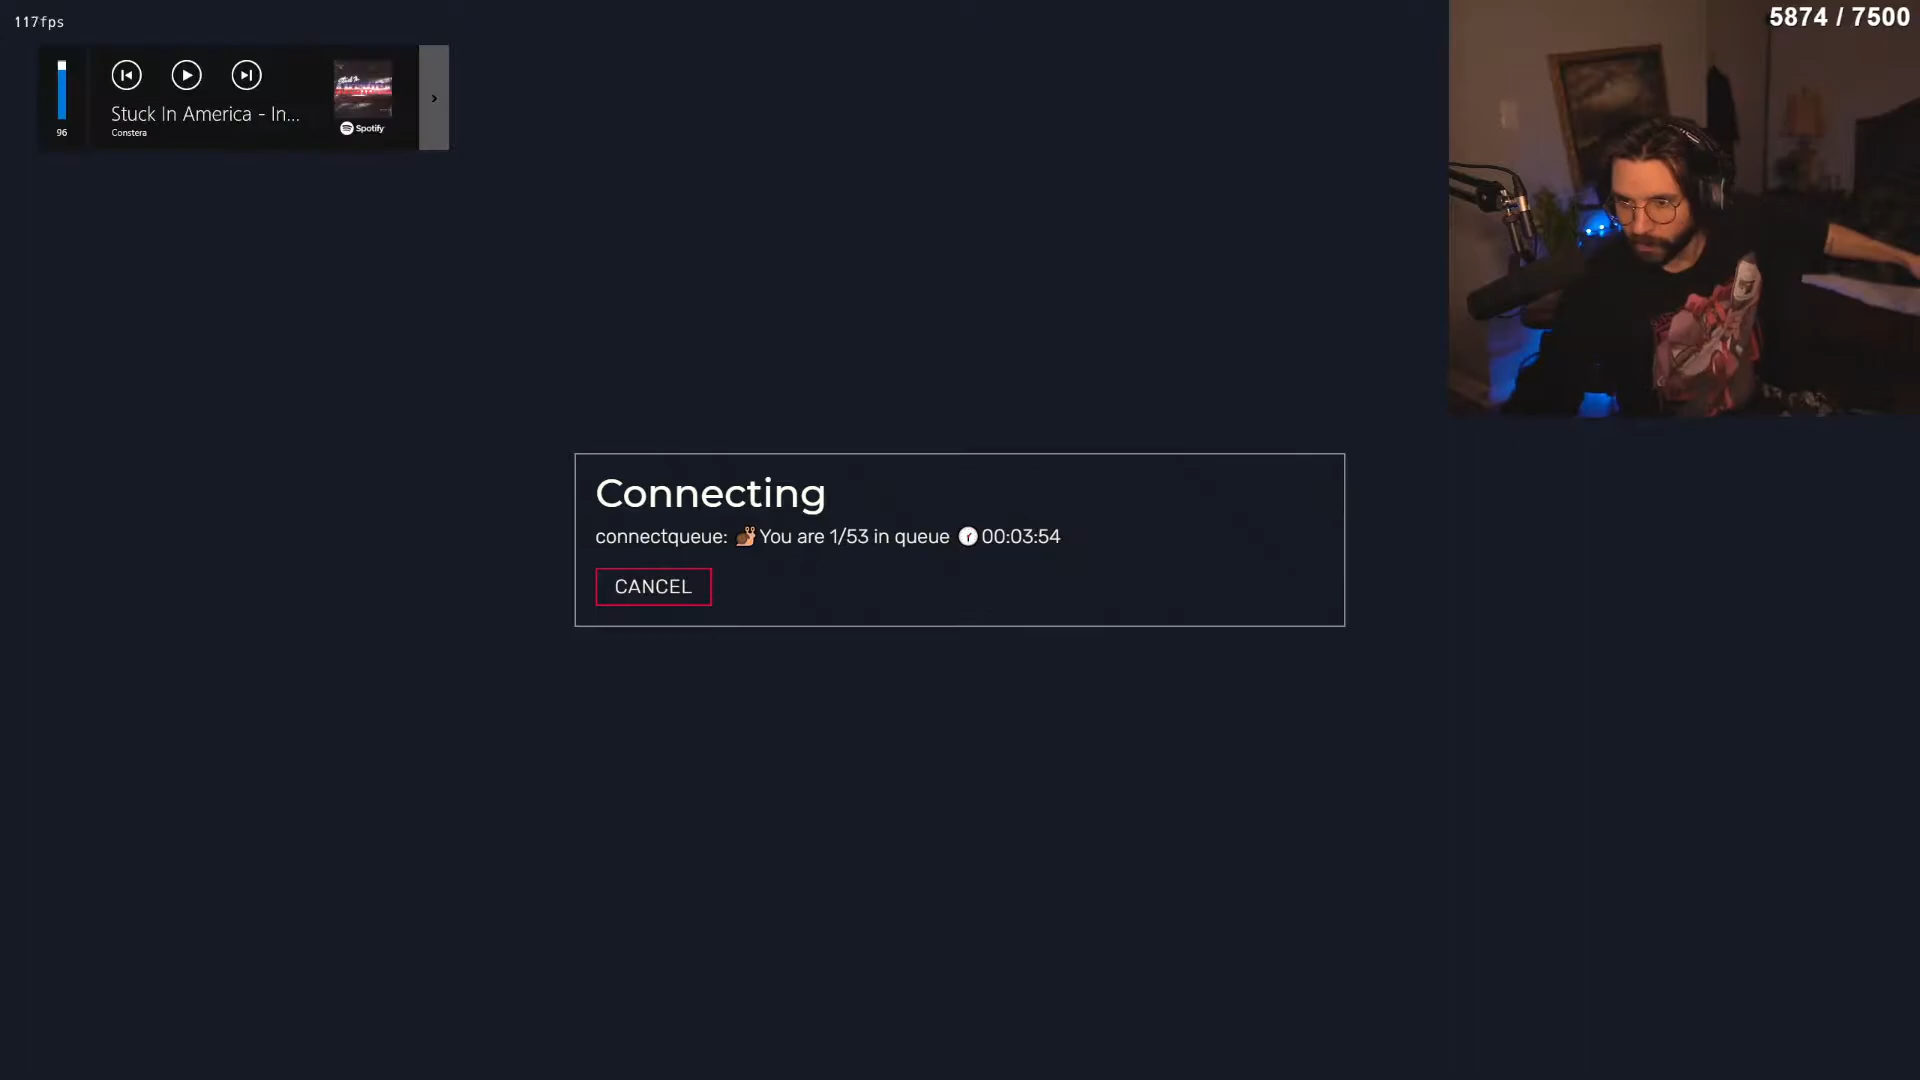 117fps
5874 / 7500
Stuck In America - In...
Constera
96
Spotify
Connecting
connectqueue: 🐌You are 1/53 in queue 🕐00:03:54
CANCEL